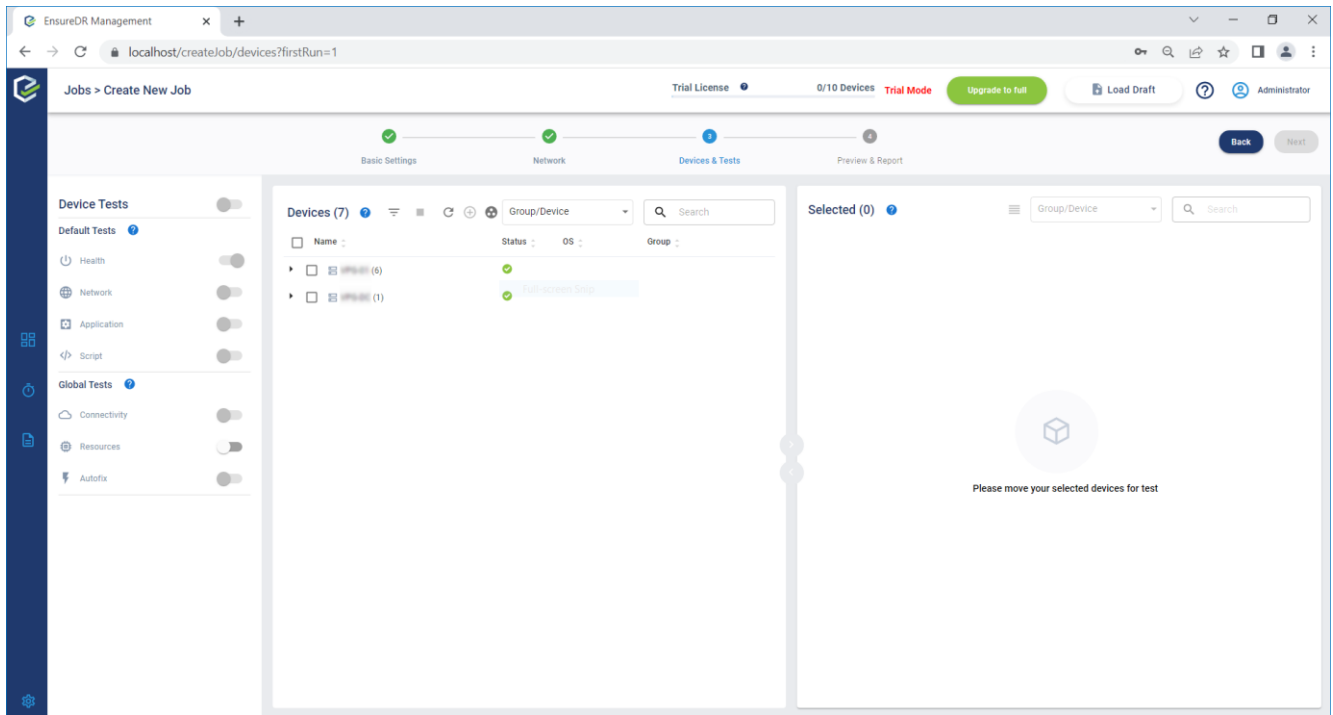 EnsureDR Management
localhost/createJob/devices?firstRun=1
Jobs > Create New Job
Trial License
0/10 Devices Trial Mode
Upgrade to full
Load Draft
Administrator
Basic Settings
Network
3
Devices & Tests
4
Preview & Report
Back
Next
Device Tests
Default Tests
Health
Network
Application
Script
Global Tests
Connectivity
Resources
Autofix
Devices (7)
Group/Device
Search
Name
Status
OS
Group
(6)
(1)
Full-screen Snip
Selected (0)
Group/Device
Search
Please move your selected devices for test